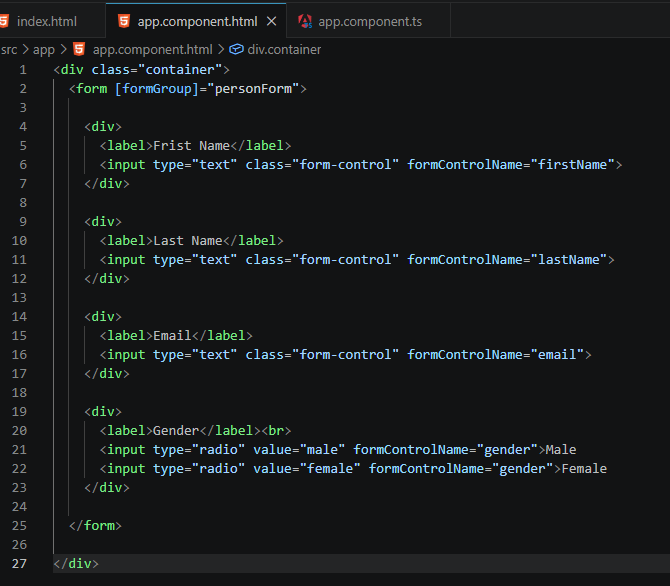 index.html app.component.html app.component.ts
src > app > app.component.html > div.container
1 <div class="container">
2 <form [formGroup]="personForm">
3
4 <div>
5 <label>Frist Name</label>
6 <input type="text" class="form-control" formControlName="firstName">
7 </div>
8
9 <div>
10 <label>Last Name</label>
11 <input type="text" class="form-control" formControlName="lastName">
12 </div>
13
14 <div>
15 <label>Email</label>
16 <input type="text" class="form-control" formControlName="email">
17 </div>
18
19 <div>
20 <label>Gender</label><br>
21 <input type="radio" value="male" formControlName="gender">Male
22 <input type="radio" value="female" formControlName="gender">Female
23 </div>
24
25 </form>
26
27 </div>